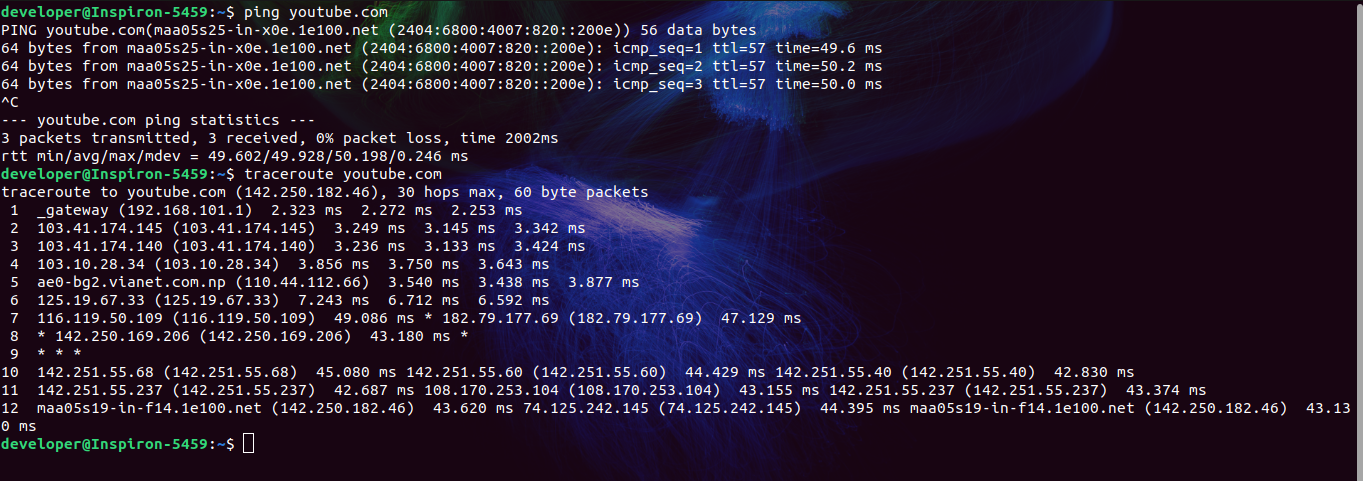 developer@Inspiron-5459:~$ ping youtube.com
PING youtube.com(maa05s25-in-x0e.1e100.net (2404:6800:4007:820::200e)) 56 data bytes
64 bytes from maa05s25-in-x0e.1e100.net (2404:6800:4007:820::200e): icmp_seq=1 ttl=57 time=49.6 ms
64 bytes from maa05s25-in-x0e.1e100.net (2404:6800:4007:820::200e): icmp_seq=2 ttl=57 time=50.2 ms
64 bytes from maa05s25-in-x0e.1e100.net (2404:6800:4007:820::200e): icmp_seq=3 ttl=57 time=50.0 ms
^C
--- youtube.com ping statistics ---
3 packets transmitted, 3 received, 0% packet loss, time 2002ms
rtt min/avg/max/mdev = 49.602/49.928/50.198/0.246 ms
developer@Inspiron-5459:~$ traceroute youtube.com
traceroute to youtube.com (142.250.182.46), 30 hops max, 60 byte packets
 1  _gateway (192.168.101.1)  2.323 ms  2.272 ms  2.253 ms
 2  103.41.174.145 (103.41.174.145)  3.249 ms  3.145 ms  3.342 ms
 3  103.41.174.140 (103.41.174.140)  3.236 ms  3.133 ms  3.424 ms
 4  103.10.28.34 (103.10.28.34)  3.856 ms  3.750 ms  3.643 ms
 5  ae0-bg2.vianet.com.np (110.44.112.66)  3.540 ms  3.438 ms  3.877 ms
 6  125.19.67.33 (125.19.67.33)  7.243 ms  6.712 ms  6.592 ms
 7  116.119.50.109 (116.119.50.109)  49.086 ms * 182.79.177.69 (182.79.177.69)  47.129 ms
 8  * 142.250.169.206 (142.250.169.206)  43.180 ms *
 9  * * *
10  142.251.55.68 (142.251.55.68)  45.080 ms 142.251.55.60 (142.251.55.60)  44.429 ms 142.251.55.40 (142.251.55.40)  42.830 ms
11  142.251.55.237 (142.251.55.237)  42.687 ms 108.170.253.104 (108.170.253.104)  43.155 ms 142.251.55.237 (142.251.55.237)  43.374 ms
12  maa05s19-in-f14.1e100.net (142.250.182.46)  43.620 ms 74.125.242.145 (74.125.242.145)  44.395 ms maa05s19-in-f14.1e100.net (142.250.182.46)  43.13
0 ms
developer@Inspiron-5459:~$